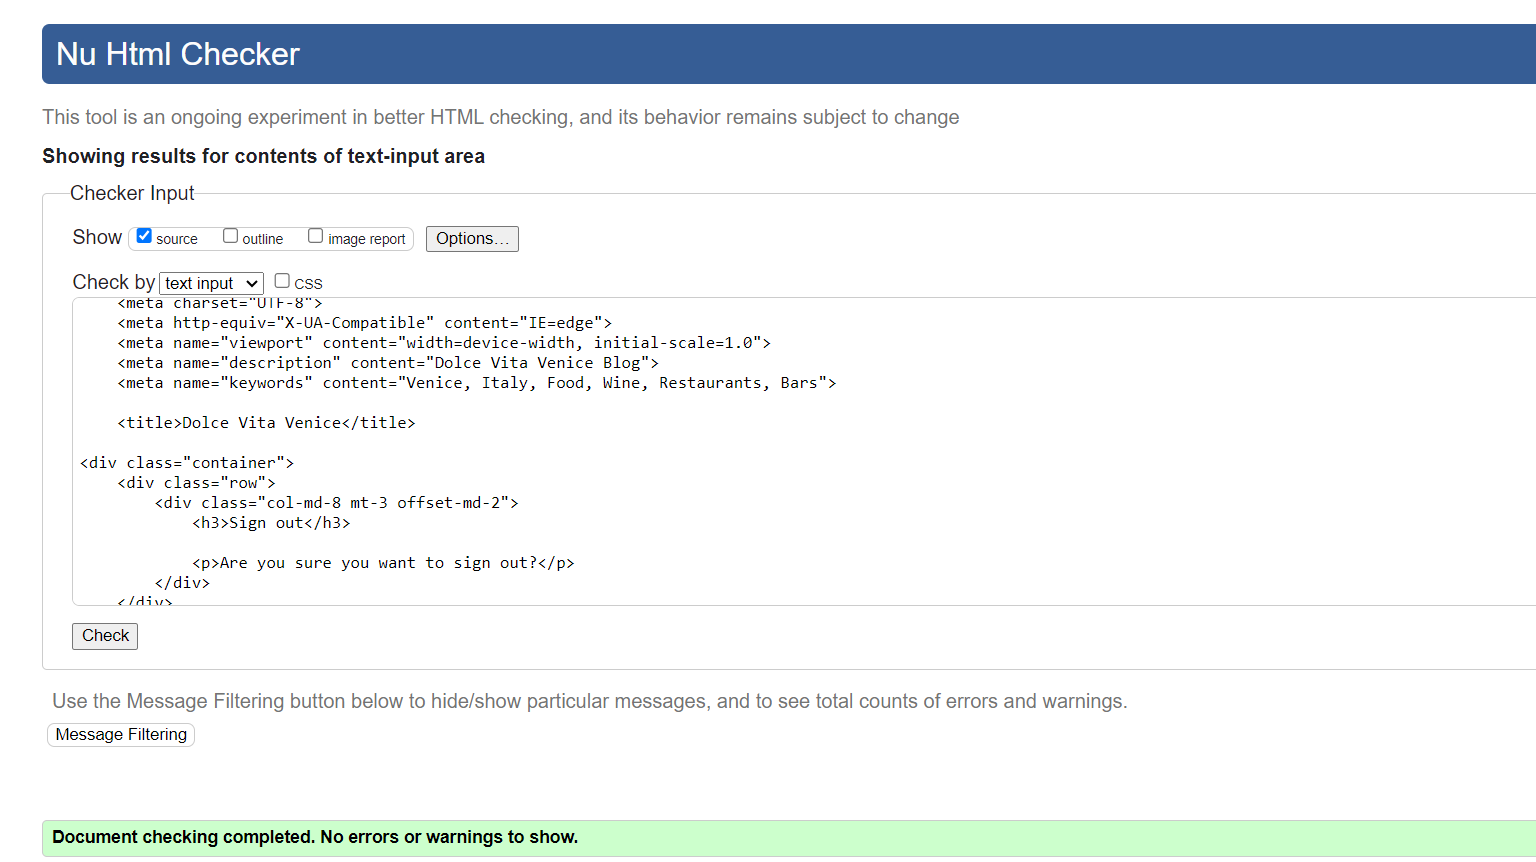 Nu Html Checker
This tool is an ongoing experiment in better HTML checking, and its behavior remains subject to change
Showing results for contents of text-input area
Checker Input
Show source outline image report Options...
Check by text input CSS
<meta charset="UTF-8">
<meta http-equiv="X-UA-Compatible" content="IE=edge">
<meta name="viewport" content="width=device-width, initial-scale=1.0">
<meta name="description" content="Dolce Vita Venice Blog">
<meta name="keywords" content="Venice, Italy, Food, Wine, Restaurants, Bars">
<title>Dolce Vita Venice</title>
<div class="container">
<div class="row">
<div class="col-md-8 mt-3 offset-md-2">
<h3>Sign out</h3>
<p>Are you sure you want to sign out?</p>
</div>
</div>
Check
Use the Message Filtering button below to hide/show particular messages, and to see total counts of errors and warnings.
Message Filtering
Document checking completed. No errors or warnings to show.